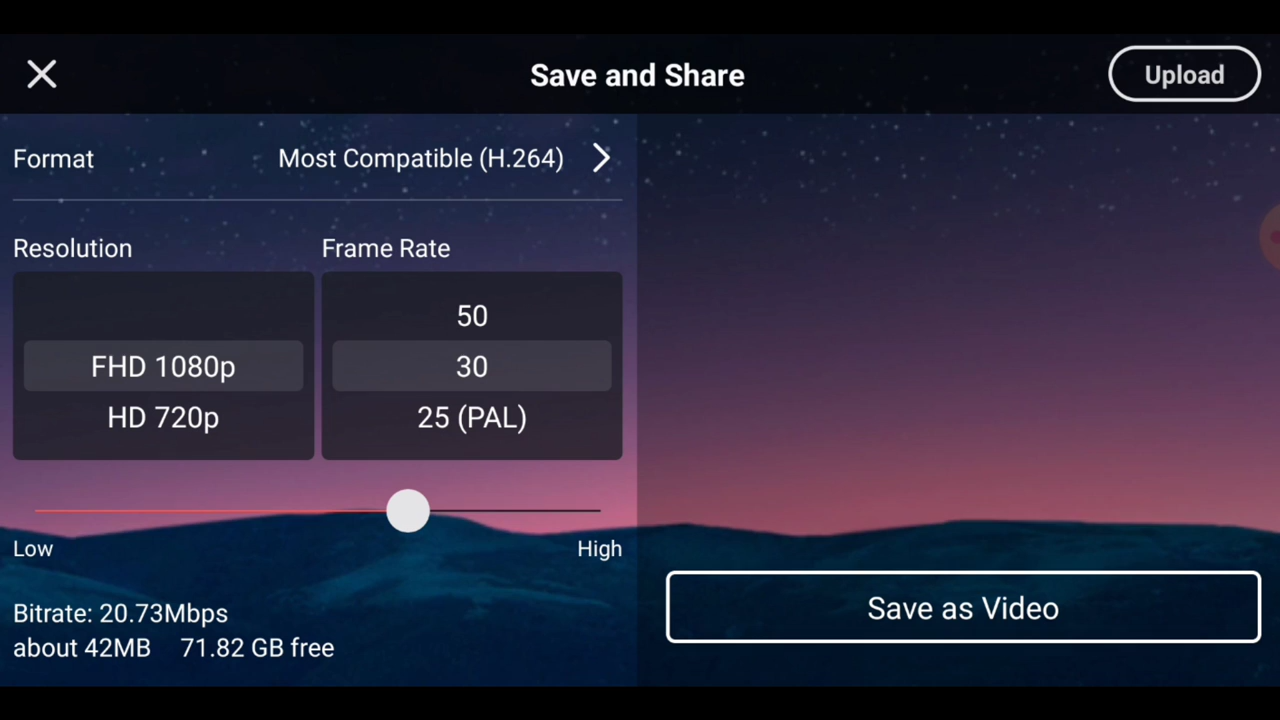 Save and Share
Upload
Format
Most Compatible (H.264)
Resolution
Frame Rate
FHD 1080p
HD 720p
50
30
25 (PAL)
Low
High
Bitrate: 20.73Mbps
about 42MB 71.82 GB free
Save as Video